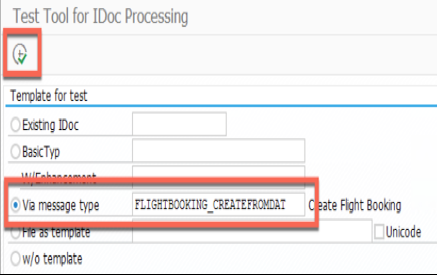 Test Tool for IDoc Processing
Template for test
Existing IDoc
BasicTyp
W/Enhancement
Via message type FLIGHTBOOKING_CREATEFROMDAT Create Flight Booking
File as template Unicode
w/o template